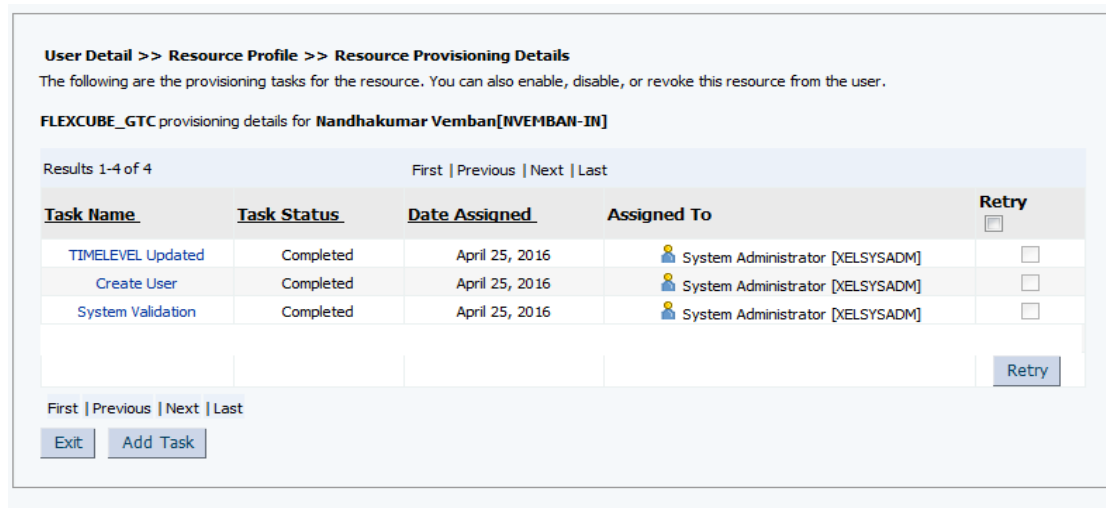 User Detail >> Resource Profile >> Resource Provisioning Details
The following are the provisioning tasks for the resource. You can also enable, disable, or revoke this resource from the user.
FLEXCUBE_GTC provisioning details for Nandhakumar Vemban[NVEMBAN-IN]
Results 1-4 of 4 First | Previous | Next | Last
Task Name Task Status Date Assigned Assigned To Retry
TIMELEVEL Updated Completed April 25, 2016 System Administrator [XELSYSADM]
Create User Completed April 25, 2016 System Administrator [XELSYSADM]
System Validation Completed April 25, 2016 System Administrator [XELSYSADM]
Retry
First | Previous | Next | Last
Exit Add Task